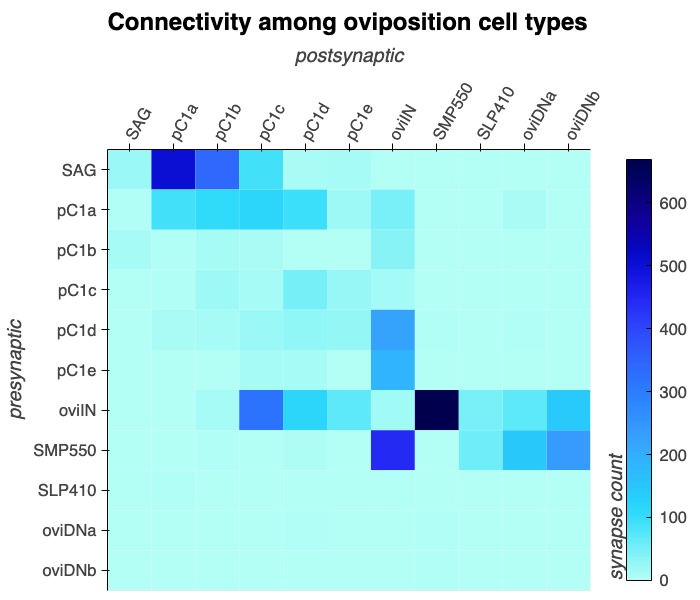 Connectivity among oviposition cell types
postsynaptic
SAG
pC1a
pC1b
pC1c
pC1d
pC1e
oviIN
SMP550
SLP410
oviDNa
oviDNb
presynaptic
SAG
pC1a
pC1b
pC1c
pC1d
pC1e
oviIN
SMP550
SLP410
oviDNa
oviDNb
synapse count
600
500
400
300
200
100
0